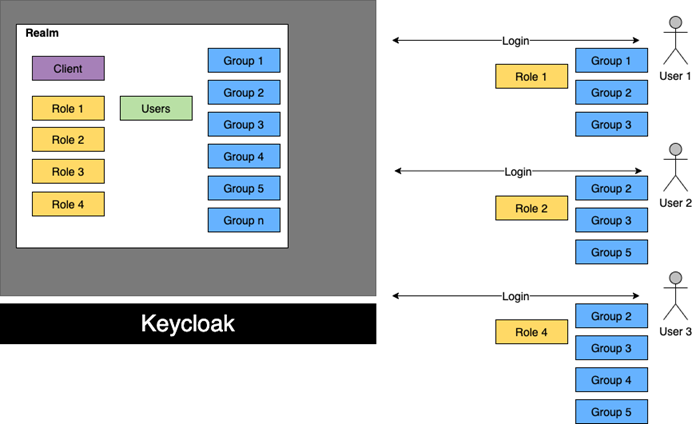 Realm
Client
Role 1
Role 2
Role 3
Role 4
Users
Group 1
Group 2
Group 3
Group 4
Group 5
Group n
Keycloak
Login
Role 1
Group 1
Group 2
Group 3
User 1
Login
Role 2
Group 2
Group 3
Group 5
User 2
Login
Role 4
Group 2
Group 3
Group 4
Group 5
User 3